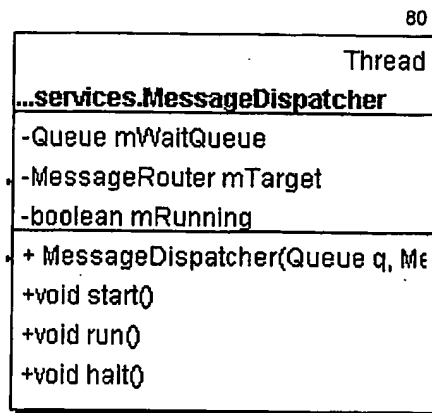 80
Thread
...services.MessageDispatcher
-Queue mWaitQueue
-MessageRouter mTarget
-boolean mRunning
+ MessageDispatcher(Queue q, Me
+void start()
+void run()
+void halt()